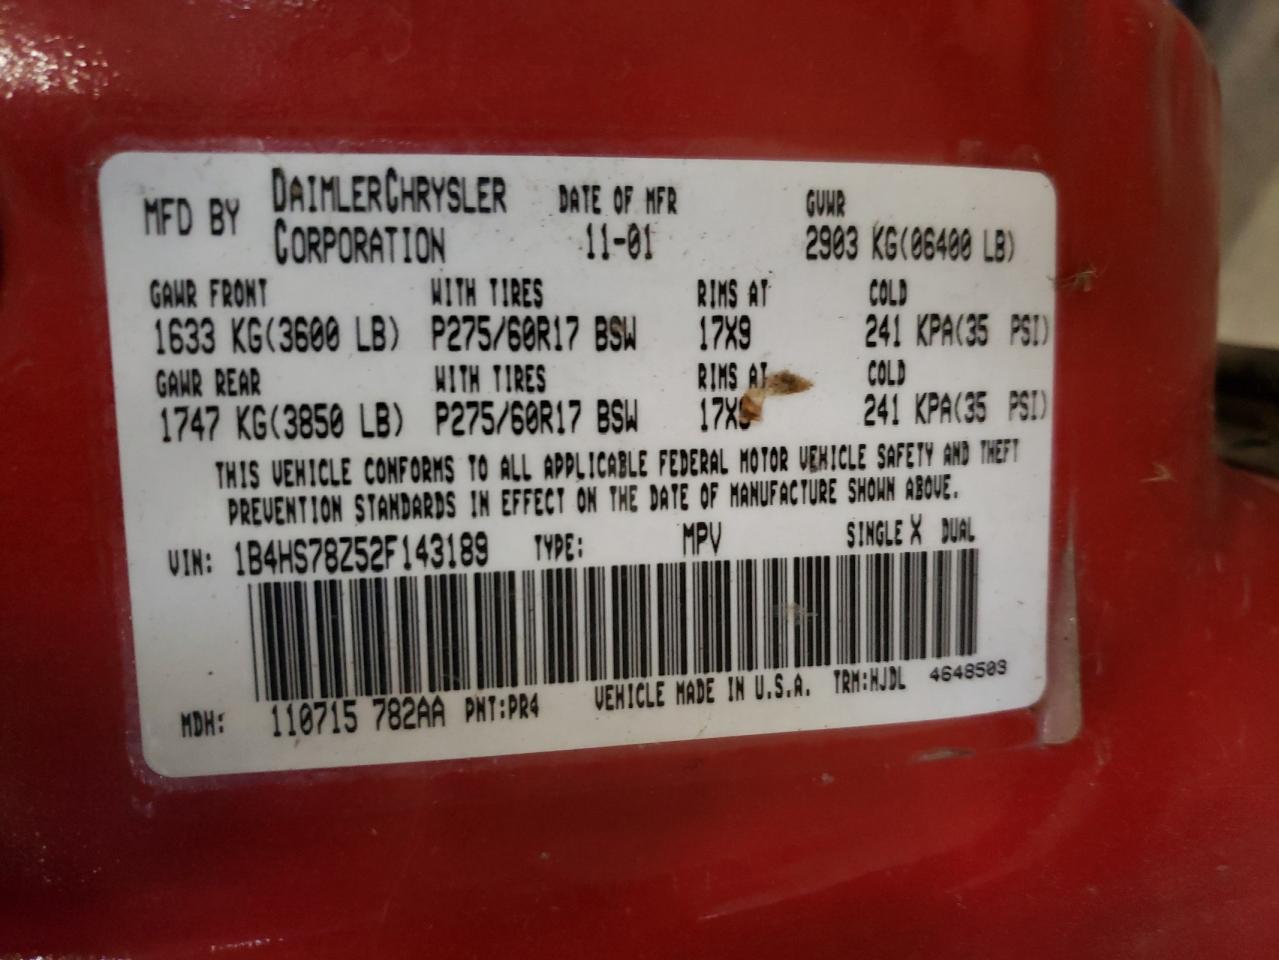 MFD BY DAIMLERCHRYSLER CORPORATION DATE OF MFR 11-01 GVWR 2903 KG(06400 LB)
GAWR FRONT WITH TIRES RIMS AT COLD
1633 KG(3600 LB) P275/60R17 BSW 17X9 241 KPA(35 PSI)
GAWR REAR WITH TIRES RIMS AT COLD
1747 KG(3850 LB) P275/60R17 BSW 17X9 241 KPA(35 PSI)
THIS VEHICLE CONFORMS TO ALL APPLICABLE FEDERAL MOTOR VEHICLE SAFETY AND THEFT
PREVENTION STANDARDS IN EFFECT ON THE DATE OF MANUFACTURE SHOWN ABOVE.
VIN: 1B4HS78Z52F143189 TYPE: MPV SINGLE X DUAL
MDH: 110715 782AA PNT:PR4 VEHICLE MADE IN U.S.A. TRM:HJDL 4648503